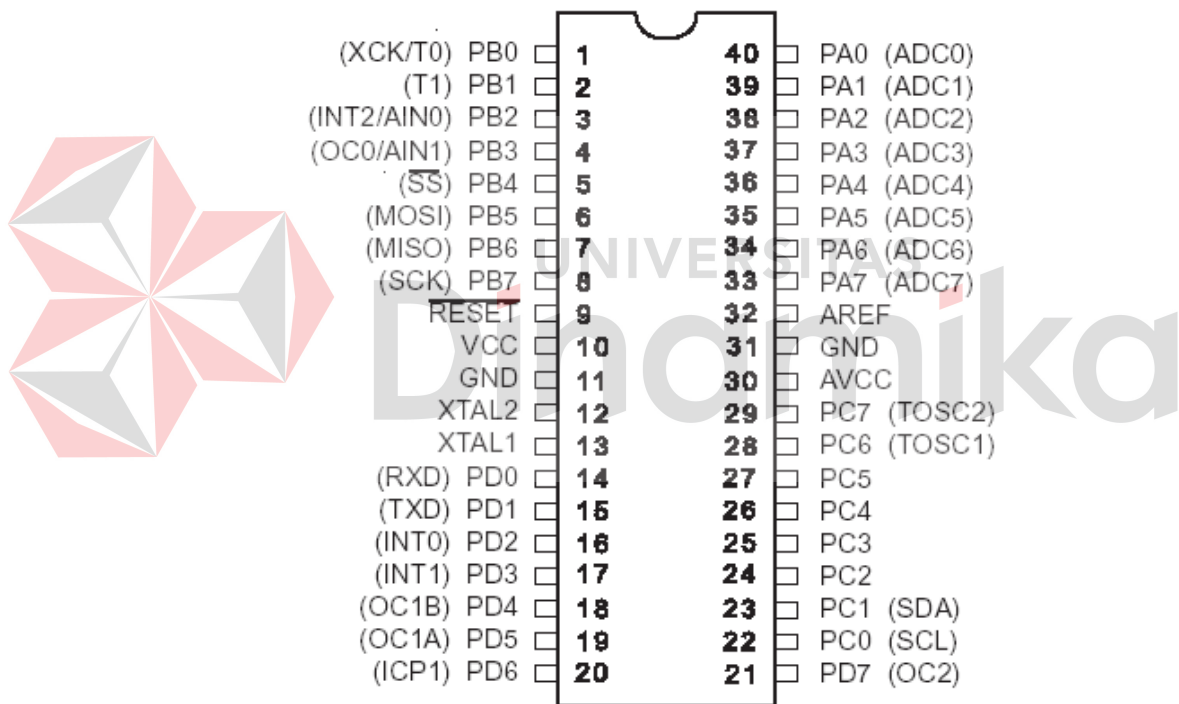 (XCK/T0) PB0 1 40 PA0 (ADC0)
(T1) PB1 2 39 PA1 (ADC1)
(INT2/AIN0) PB2 3 38 PA2 (ADC2)
(OC0/AIN1) PB3 4 37 PA3 (ADC3)
(SS) PB4 5 36 PA4 (ADC4)
(MOSI) PB5 6 35 PA5 (ADC5)
(MISO) PB6 7 34 PA6 (ADC6)
UNIVERSITAS
(SCK) PB7 8 33 PA7 (ADC7)
Dinamika
RESET 9 32 AREF
VCC 10 31 GND
GND 11 30 AVCC
XTAL2 12 29 PC7 (TOSC2)
XTAL1 13 28 PC6 (TOSC1)
(RXD) PD0 14 27 PC5
(TXD) PD1 15 26 PC4
(INT0) PD2 16 25 PC3
(INT1) PD3 17 24 PC2
(OC1B) PD4 18 23 PC1 (SDA)
(OC1A) PD5 19 22 PC0 (SCL)
(ICP1) PD6 20 21 PD7 (OC2)